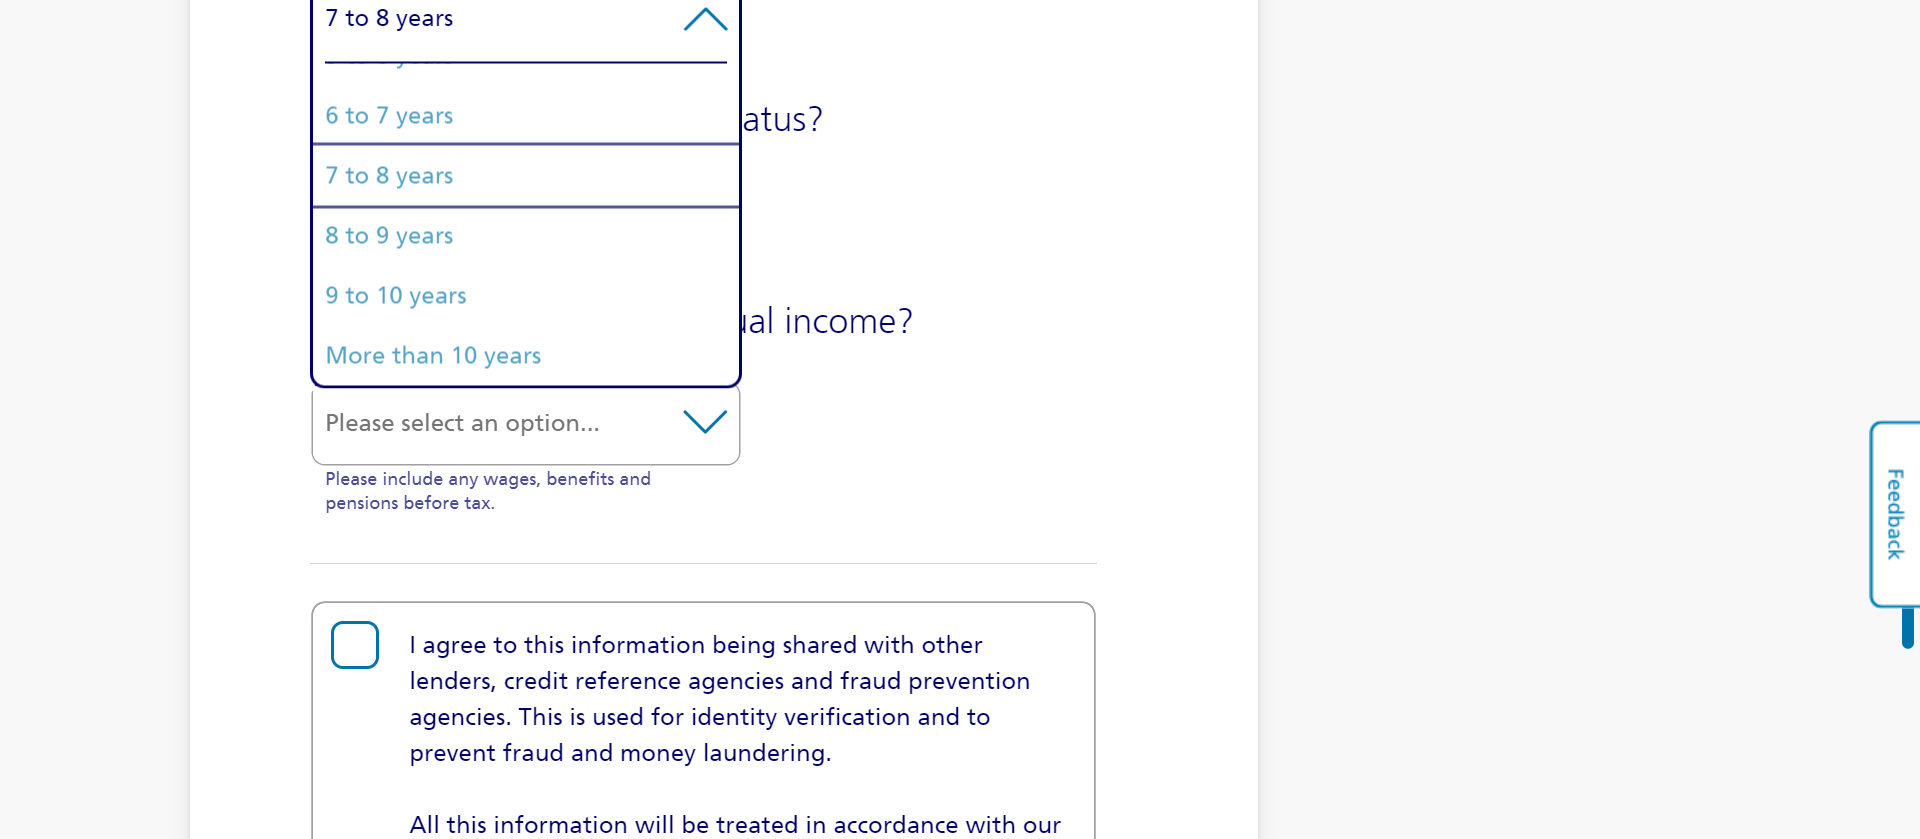 7 to 8 years
6 to 7 years
atus?
7 to 8 years
8 to 9 years
9 to 10 years
ual income?
More than 10 years
Please select an option...
Please include any wages, benefits and
pensions before tax.
Feedback
I agree to this information being shared with other
lenders, credit reference agencies and fraud prevention
agencies. This is used for identity verification and to
prevent fraud and money laundering.
All this information will be treated in accordance with our